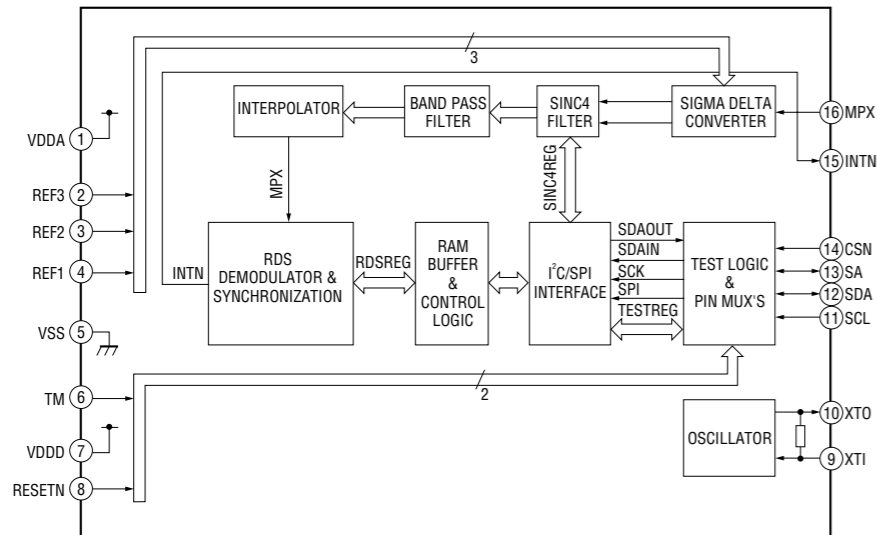 3
INTERPOLATOR
BAND PASS
FILTER
SINC4
FILTER
SIGMA DELTA
CONVERTER
16 MPX
15 INTN
VDDA 1
REF3 2
REF2 3
REF1 4
VSS 5
TM 6
VDDD 7
RESETN 8
MPX
SINC4REG
INTN
RDS
DEMODULATOR &
SYNCHRONIZATION
RDSREG
RAM
BUFFER
&
CONTROL
LOGIC
I²C/SPI
INTERFACE
SDAOUT
SDAIN
SCK
SPI
TESTREG
TEST LOGIC
&
PIN MUX'S
14 CSN
13 SA
12 SDA
11 SCL
2
OSCILLATOR
10 XTO
9 XTI